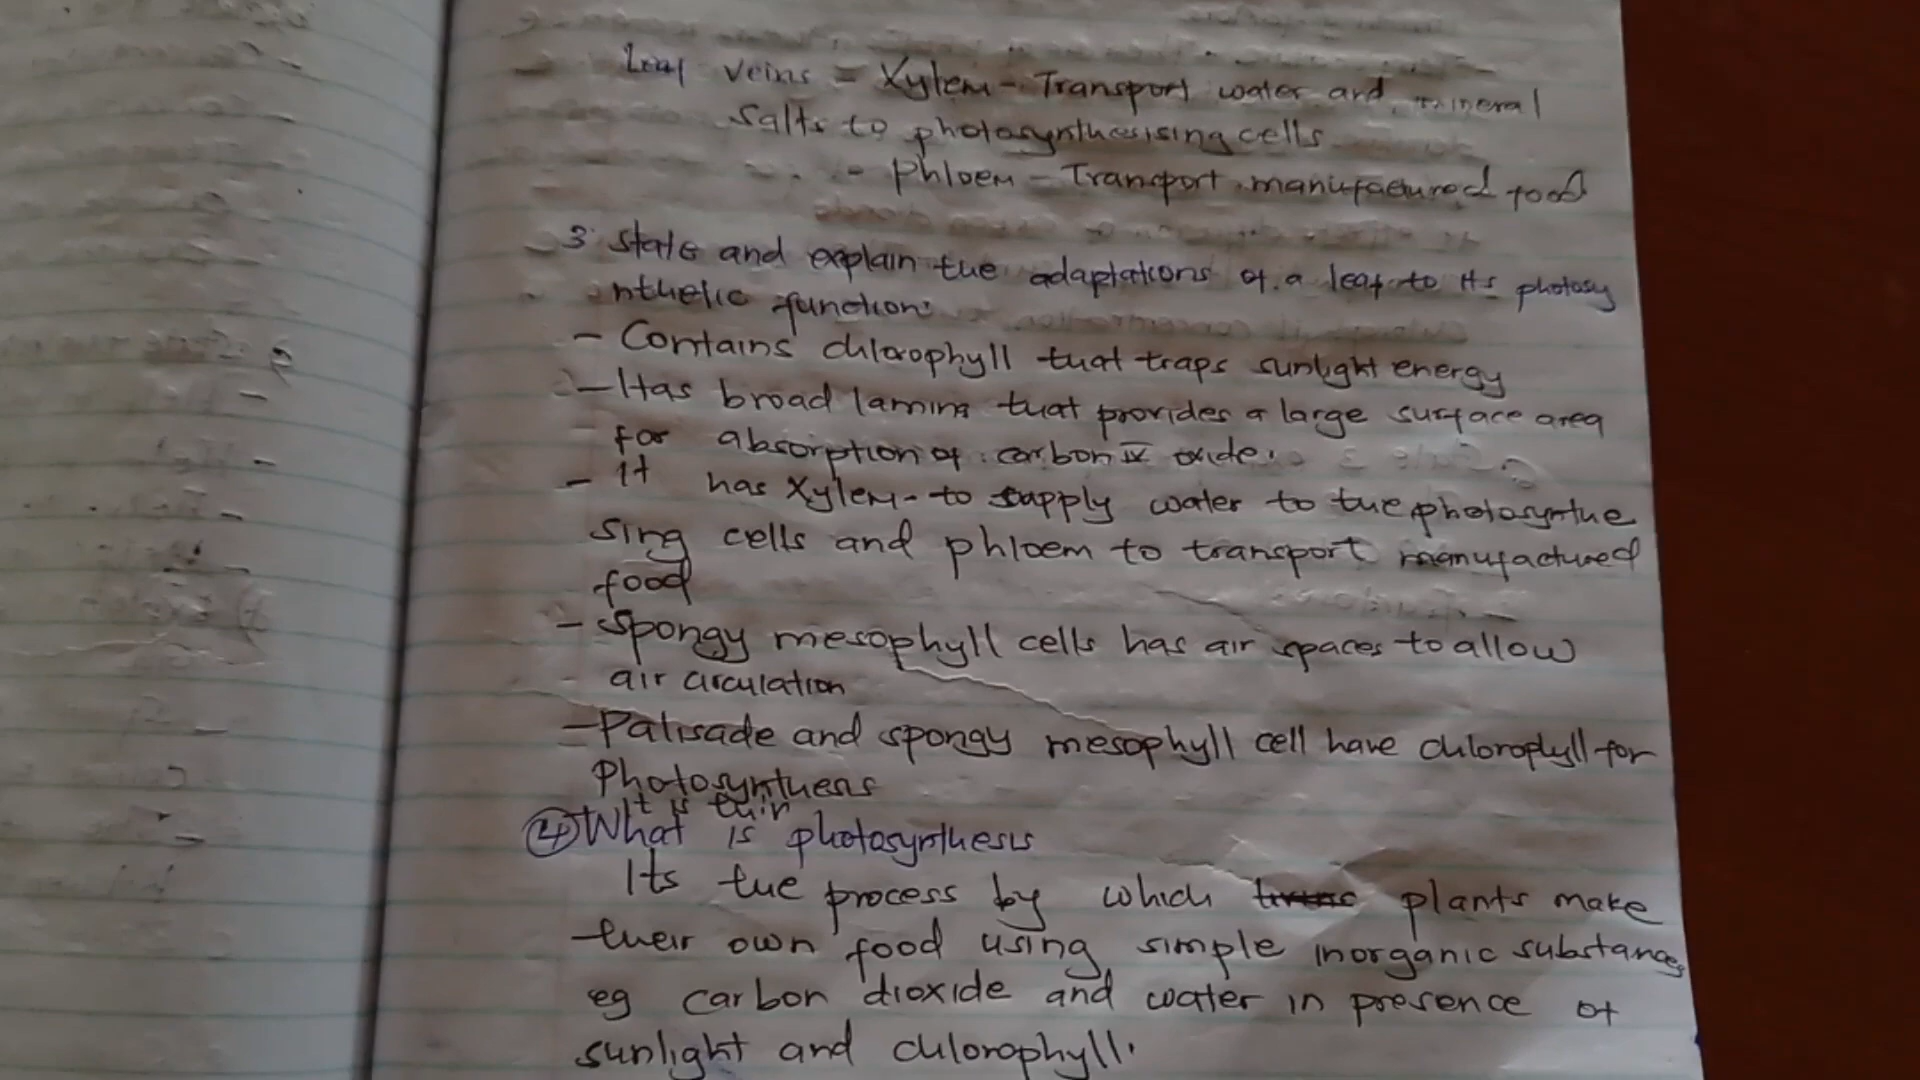 Leaf veins = Xylem - Transport water and mineral
Salts to photosynthesising cells
- Phloem - Transport manufactured food
3. State and explain the adaptations of a leaf to its photosy
nthetic function:
- Contains chlorophyll that traps sunlight energy
- Has broad lamina that provides a large surface area
for absorption of carbon IV oxide.
- It has Xylem - to supply water to the photosynthe
sing cells and phloem to transport manufactured
food
- Spongy mesophyll cells has air spaces to allow
air circulation
- Palisade and spongy mesophyll cell have chlorophyll for
Photosynthesis
It is thin
4 What is photosynthesis
Its the process by which plants make
their own food using simple inorganic substances
eg carbon dioxide and water in presence of
sunlight and chlorophyll.